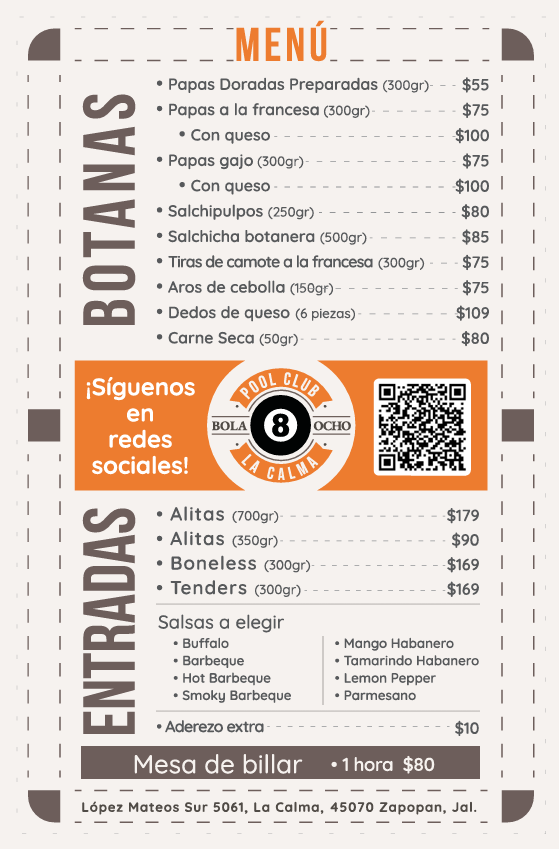 MENÚ
BOTANAS
• Papas Doradas Preparadas (300gr) $55
• Papas a la francesa (300gr) $75
• Con queso $100
• Papas gajo (300gr) $75
• Con queso $100
• Salchipulpos (250gr) $80
• Salchicha botanera (500gr) $85
• Tiras de camote a la francesa (300gr) $75
• Aros de cebolla (150gr) $75
• Dedos de queso (6 piezas) $109
• Carne Seca (50gr) $80
¡Síguenos
en
redes
sociales!
POOL CLUB
BOLA 8 OCHO
LA CALMA
ENTRADAS
• Alitas (700gr) $179
• Alitas (350gr) $90
• Boneless (300gr) $169
• Tenders (300gr) $169
Salsas a elegir
• Buffalo
• Barbeque
• Hot Barbeque
• Smoky Barbeque
• Mango Habanero
• Tamarindo Habanero
• Lemon Pepper
• Parmesano
• Aderezo extra $10
Mesa de billar • 1 hora $80
López Mateos Sur 5061, La Calma, 45070 Zapopan, Jal.